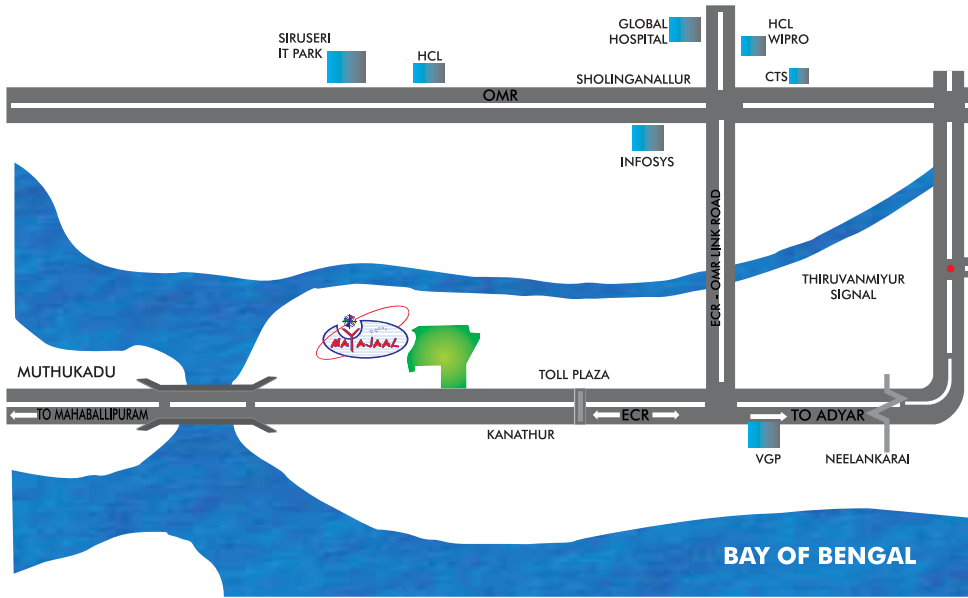 GLOBAL
HOSPITAL
HCL
WIPRO
SIRUSERI
IT PARK
HCL
SHOLINGANALLUR
CTS
OMR
INFOSYS
ECR - OMR LINK ROAD
THIRUVANMIYUR
SIGNAL
MAYAJAAL
MUTHUKADU
TOLL PLAZA
TO MAHABALLIPURAM
ECR
TO ADYAR
KANATHUR
VGP
NEELANKARAI
BAY OF BENGAL